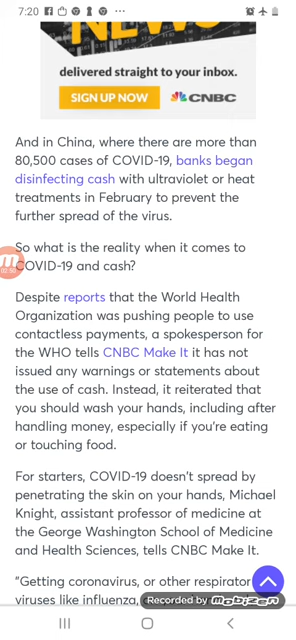 7:20
NEWS
delivered straight to your inbox.
SIGN UP NOW
CNBC
And in China, where there are more than
80,500 cases of COVID-19, banks began
disinfecting cash with ultraviolet or heat
treatments in February to prevent the
further spread of the virus.
So what is the reality when it comes to
COVID-19 and cash?
Despite reports that the World Health
Organization was pushing people to use
contactless payments, a spokesperson for
the WHO tells CNBC Make It it has not
issued any warnings or statements about
the use of cash. Instead, it reiterated that
you should wash your hands, including after
handling money, especially if you're eating
or touching food.
For starters, COVID-19 doesn't spread by
penetrating the skin on your hands, Michael
Knight, assistant professor of medicine at
the George Washington School of Medicine
and Health Sciences, tells CNBC Make It.
"Getting coronavirus, or other respirator
viruses like influenza,
Recorded by mobizen